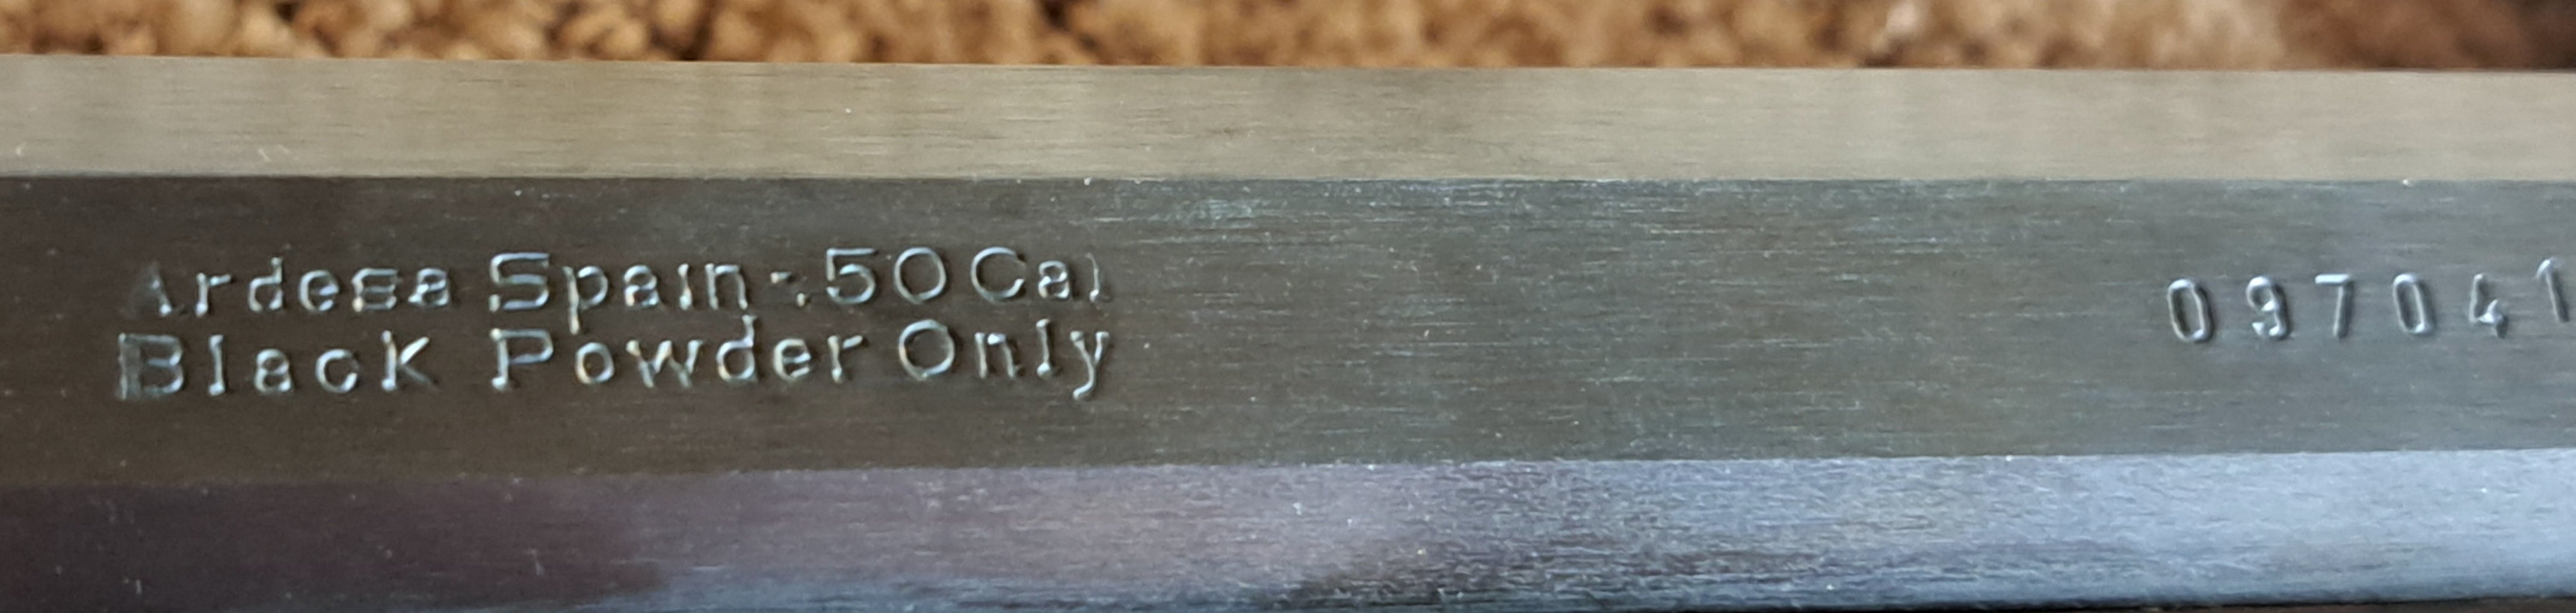 Ardesa Spain-.50 Cal
Black Powder Only
097041